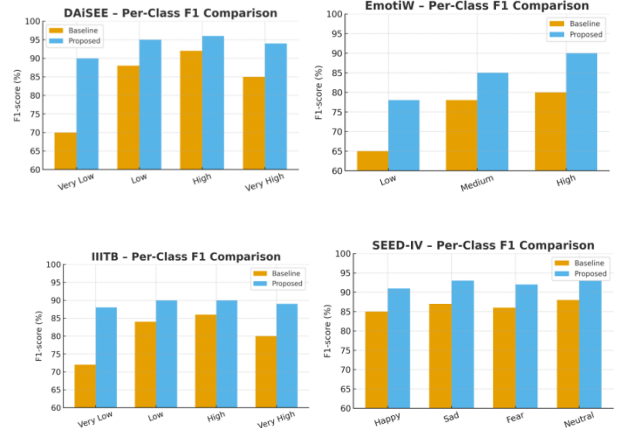 DAiSEE – Per-Class F1 Comparison
Baseline
Proposed
F1-score (%)
100
95
90
85
80
75
70
65
60
Very Low
Low
High
Very High
EmotiW – Per-Class F1 Comparison
Baseline
Proposed
F1-score (%)
100
95
90
85
80
75
70
65
60
Low
Medium
High
IIITB – Per-Class F1 Comparison
Baseline
Proposed
F1-score (%)
100
95
90
85
80
75
70
65
60
Very Low
Low
High
Very High
SEED-IV – Per-Class F1 Comparison
Baseline
Proposed
F1-score (%)
100
95
90
85
80
75
70
65
60
Happy
Sad
Fear
Neutral